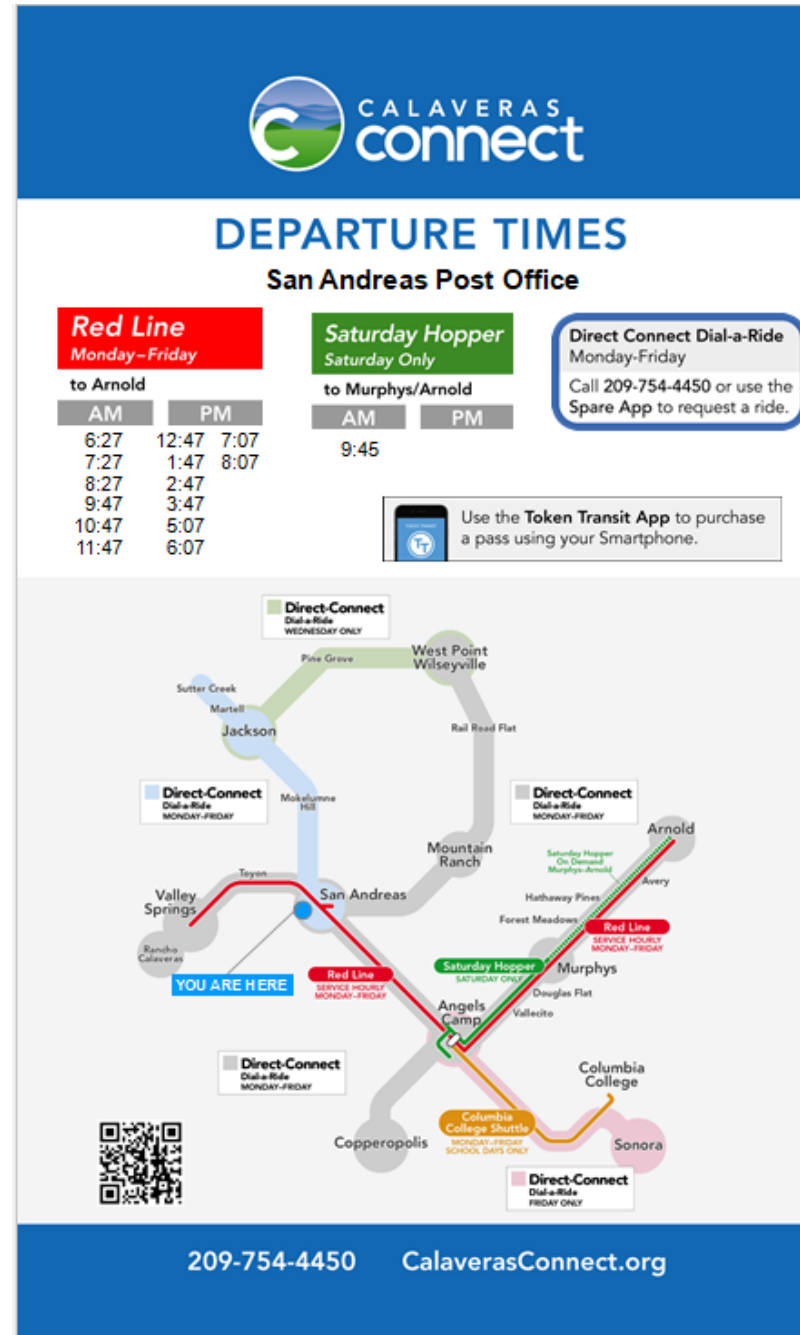 CALAVERAS
connect
DEPARTURE TIMES
San Andreas Post Office
Red Line
Monday–Friday
to Arnold
AM PM
6:27 12:47 7:07
7:27 1:47 8:07
8:27 2:47
9:47 3:47
10:47 5:07
11:47 6:07
Saturday Hopper
Saturday Only
to Murphys/Arnold
AM PM
9:45
Direct Connect Dial-a-Ride
Monday-Friday
Call 209-754-4450 or use the
Spare App to request a ride.
TOKEN TRANSIT
TT
Use the Token Transit App to purchase
a pass using your Smartphone.
Direct-Connect
Dial-a-Ride
WEDNESDAY ONLY
Pine Grove
West Point
Wilseyville
Sutter Creek
Martell
Jackson
Rail Road Flat
Direct-Connect
Dial-a-Ride
MONDAY–FRIDAY
Mokelumne
Hill
Direct-Connect
Dial-a-Ride
MONDAY–FRIDAY
Arnold
Mountain
Ranch
Saturday Hopper
On Demand
Murphys-Arnold
Toyon
Avery
Valley
Springs
San Andreas
Hathaway Pines
Forest Meadows
Red Line
SERVICE HOURLY
MONDAY–FRIDAY
Rancho
Calaveras
YOU ARE HERE
Red Line
SERVICE HOURLY
MONDAY–FRIDAY
Saturday Hopper
SATURDAY ONLY
Murphys
Douglas Flat
Vallecito
Angels
Camp
Direct-Connect
Dial-a-Ride
MONDAY–FRIDAY
Columbia
College
Columbia
College Shuttle
MONDAY–FRIDAY
SCHOOL DAYS ONLY
Copperopolis
Sonora
Direct-Connect
Dial-a-Ride
FRIDAY ONLY
209-754-4450 CalaverasConnect.org